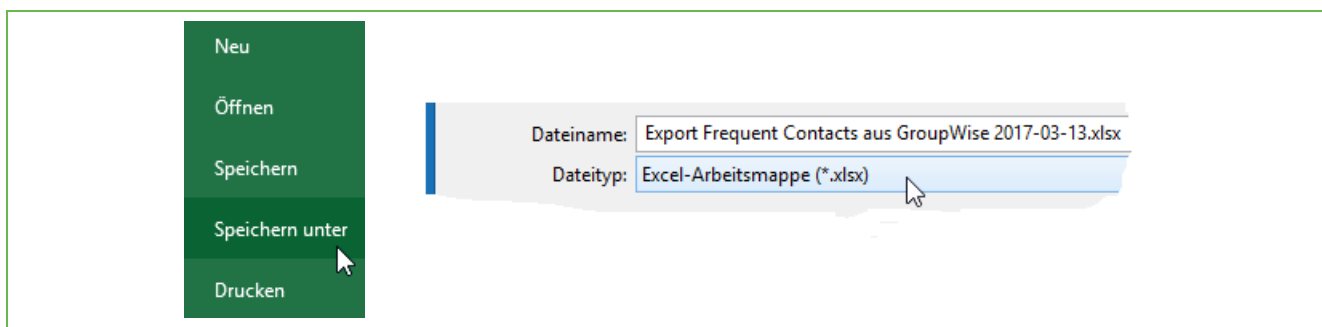 Neu
Öffnen
Speichern
Speichern unter
Drucken
Dateiname: Export Frequent Contacts aus GroupWise 2017-03-13.xlsx
Dateityp: Excel-Arbeitsmappe (*.xlsx)